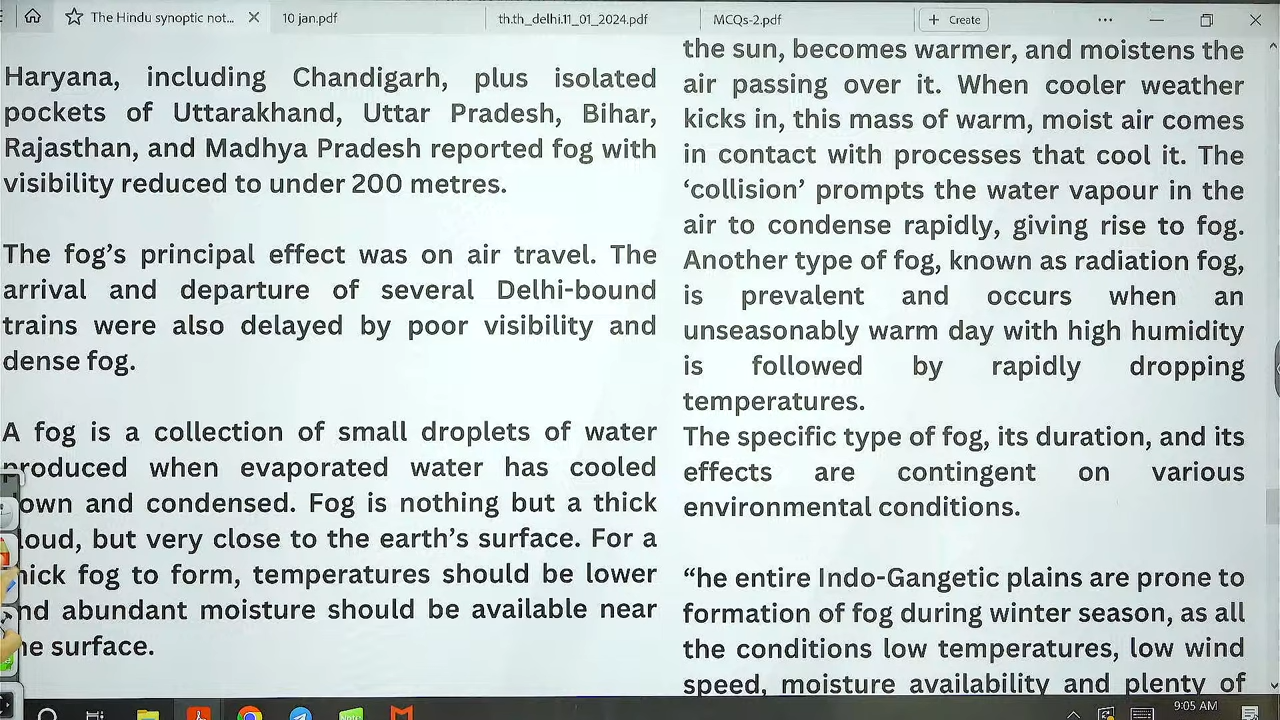 The Hindu synoptic not...
10 jan.pdf
th.th_delhi.11_01_2024.pdf
MCQs-2.pdf
+ Create
Haryana, including Chandigarh, plus isolated
pockets of Uttarakhand, Uttar Pradesh, Bihar,
Rajasthan, and Madhya Pradesh reported fog with
visibility reduced to under 200 metres.
The fog's principal effect was on air travel. The
arrival and departure of several Delhi-bound
trains were also delayed by poor visibility and
dense fog.
A fog is a collection of small droplets of water
produced when evaporated water has cooled
own and condensed. Fog is nothing but a thick
loud, but very close to the earth's surface. For a
hick fog to form, temperatures should be lower
nd abundant moisture should be available near
he surface.
the sun, becomes warmer, and moistens the
air passing over it. When cooler weather
kicks in, this mass of warm, moist air comes
in contact with processes that cool it. The
‘collision’ prompts the water vapour in the
air to condense rapidly, giving rise to fog.
Another type of fog, known as radiation fog,
is prevalent and occurs when an
unseasonably warm day with high humidity
is followed by rapidly dropping
temperatures.
The specific type of fog, its duration, and its
effects are contingent on various
environmental conditions.
“he entire Indo-Gangetic plains are prone to
formation of fog during winter season, as all
the conditions low temperatures, low wind
speed, moisture availability and plenty of
9:05 AM